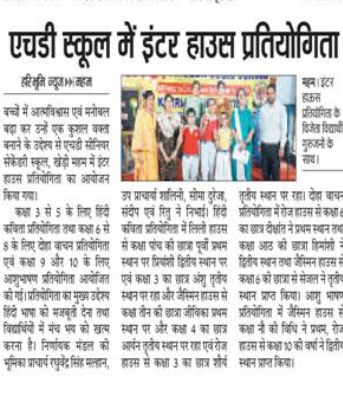 एचडी स्कूल में इंटर हाउस प्रतियोगिता
हरिभूमि न्यूज ▸▸ महम
बच्चों में आत्मविश्वास एवं मनोबल
बढ़ा कर उन्हें एक कुशल वक्ता
बनाने के उद्देश्य से एचडी सीनियर
सेकेंडरी स्कूल, खेड़ी महम में इंटर
हाउस प्रतियोगिता का आयोजन
किया गया।
कक्षा 3 से 5 के लिए हिंदी
कविता प्रतियोगिता तथा कक्षा 6 से
8 के लिए दोहा वाचन प्रतियोगिता
एवं कक्षा 9 और 10 के लिए
आशुभाषण प्रतियोगिता आयोजित
की गई। प्रतियोगिता का मुख्य उद्देश्य
हिंदी भाषा को मजबूती देना तथा
विद्यार्थियों में मंच भय को खत्म
करना है। निर्णायक मंडल की
भूमिका प्राचार्य रघुवेंद्र सिंह मल्हान,
महम। इंटर
हाऊस
प्रतियोगिता के
विजेता विद्यार्थी
गुरुजनों के
साथ।
उप प्राचार्या शालिनी, सीमा दुरेजा,
संदीप एवं रितु ने निभाई। हिंदी
कविता प्रतियोगिता में लिली हाउस
से कक्षा पांच की छात्रा पूर्वी प्रथम
स्थान पर प्रियांशी द्वितीय स्थान पर
एवं कक्षा 3 का छात्र अंशु तृतीय
स्थान पर रहा और जैस्मिन हाउस से
कक्षा तीन की छात्रा जीविका प्रथम
स्थान पर और कक्षा 4 का छात्र
आर्यन तृतीय स्थान पर रहा एवं रोज
हाउस से कक्षा 3 का छात्र शौर्य
तृतीय स्थान पर रहा। दोहा वाचन
प्रतियोगिता में रोज हाउस से कक्षा 6
का छात्र दीक्षांत ने प्रथम स्थान तथा
कक्षा आठ की छात्रा हिमांशी ने
द्वितीय स्थान तथा जैस्मिन हाउस से
कक्षा 6 की छात्रा से सेजल ने तृतीय
स्थान प्राप्त किया। आशु भाषण
प्रतियोगिता में जैस्मिन हाउस से
कक्षा नौ की विधि ने प्रथम, रोज
हाउस से कक्षा 10 की वर्षा ने द्वितीय
स्थान प्राप्त किया।